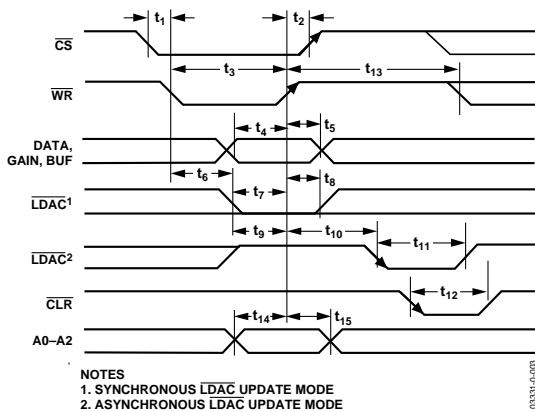 t1 t2
CS
t3 t13
WR
t4 t5
DATA,
GAIN, BUF
t6 t7 t8
LDAC1
t9 t10 t11
LDAC2
t12
CLR
t14 t15
A0–A2
NOTES
1. SYNCHRONOUS LDAC UPDATE MODE
2. ASYNCHRONOUS LDAC UPDATE MODE
03331-0-003